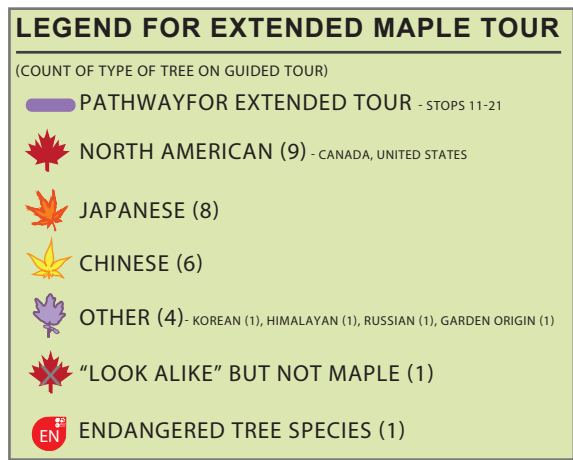 LEGEND FOR EXTENDED MAPLE TOUR
(COUNT OF TYPE OF TREE ON GUIDED TOUR)
PATHWAYFOR EXTENDED TOUR - STOPS 11-21
NORTH AMERICAN (9) - CANADA, UNITED STATES
JAPANESE (8)
CHINESE (6)
OTHER (4)- KOREAN (1), HIMALAYAN (1), RUSSIAN (1), GARDEN ORIGIN (1)
“LOOK ALIKE” BUT NOT MAPLE (1)
EN ENDANGERED TREE SPECIES (1)